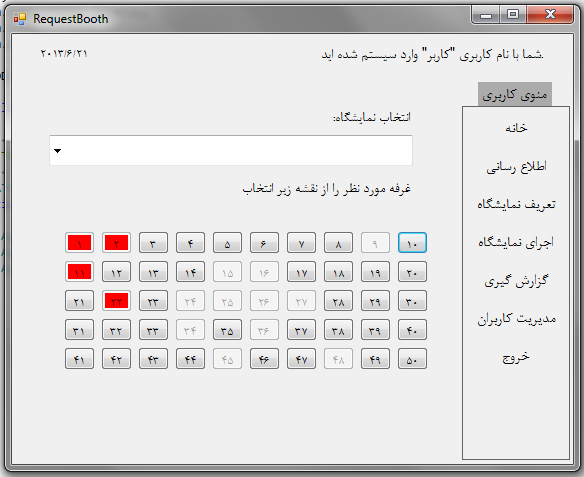 RequestBooth
شما با نام کاربری "کاربر" وارد سیستم شده اید.
۲۰۱۳/۶/۲۱
منوی کاربری
خانه
اطلاع رسانی
تعریف نمایشگاه
اجرای نمایشگاه
گزارش گیری
مدیریت کاربران
خروج
انتخاب نمایشگاه:
غرفه مورد نظر را از نقشه زیر انتخاب
۱ ۲ ۳ ۴ ۵ ۶ ۷ ۸ ۹ ۱۰
۱۱ ۱۲ ۱۳ ۱۴ ۱۵ ۱۶ ۱۷ ۱۸ ۱۹ ۲۰
۲۱ ۲۲ ۲۳ ۲۴ ۲۵ ۲۶ ۲۷ ۲۸ ۲۹ ۳۰
۳۱ ۳۲ ۳۳ ۳۴ ۳۵ ۳۶ ۳۷ ۳۸ ۳۹ ۴۰
۴۱ ۴۲ ۴۳ ۴۴ ۴۵ ۴۶ ۴۷ ۴۸ ۴۹ ۵۰